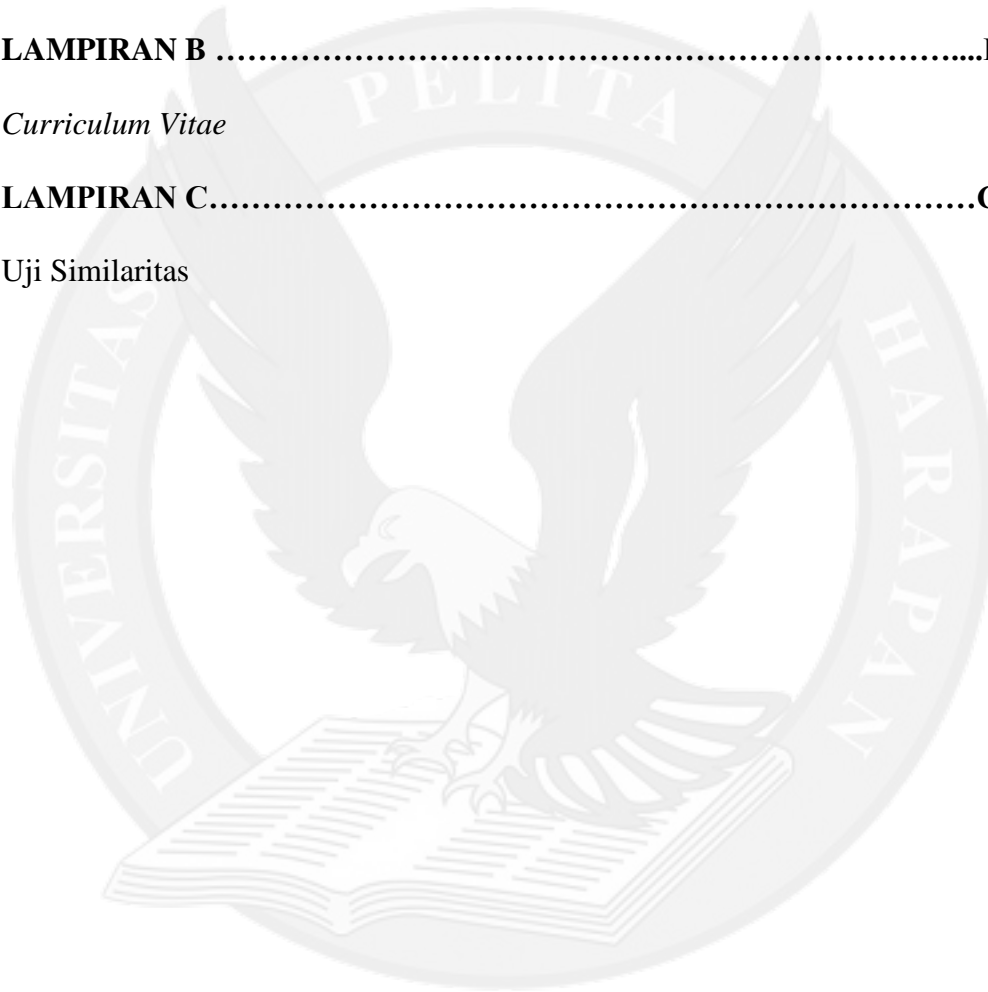 LAMPIRAN B …………………………………………………………………....
Curriculum Vitae
LAMPIRAN C……………………………………………………………………
Uji Similaritas
UNIVERSITAS PELITA HARAPAN